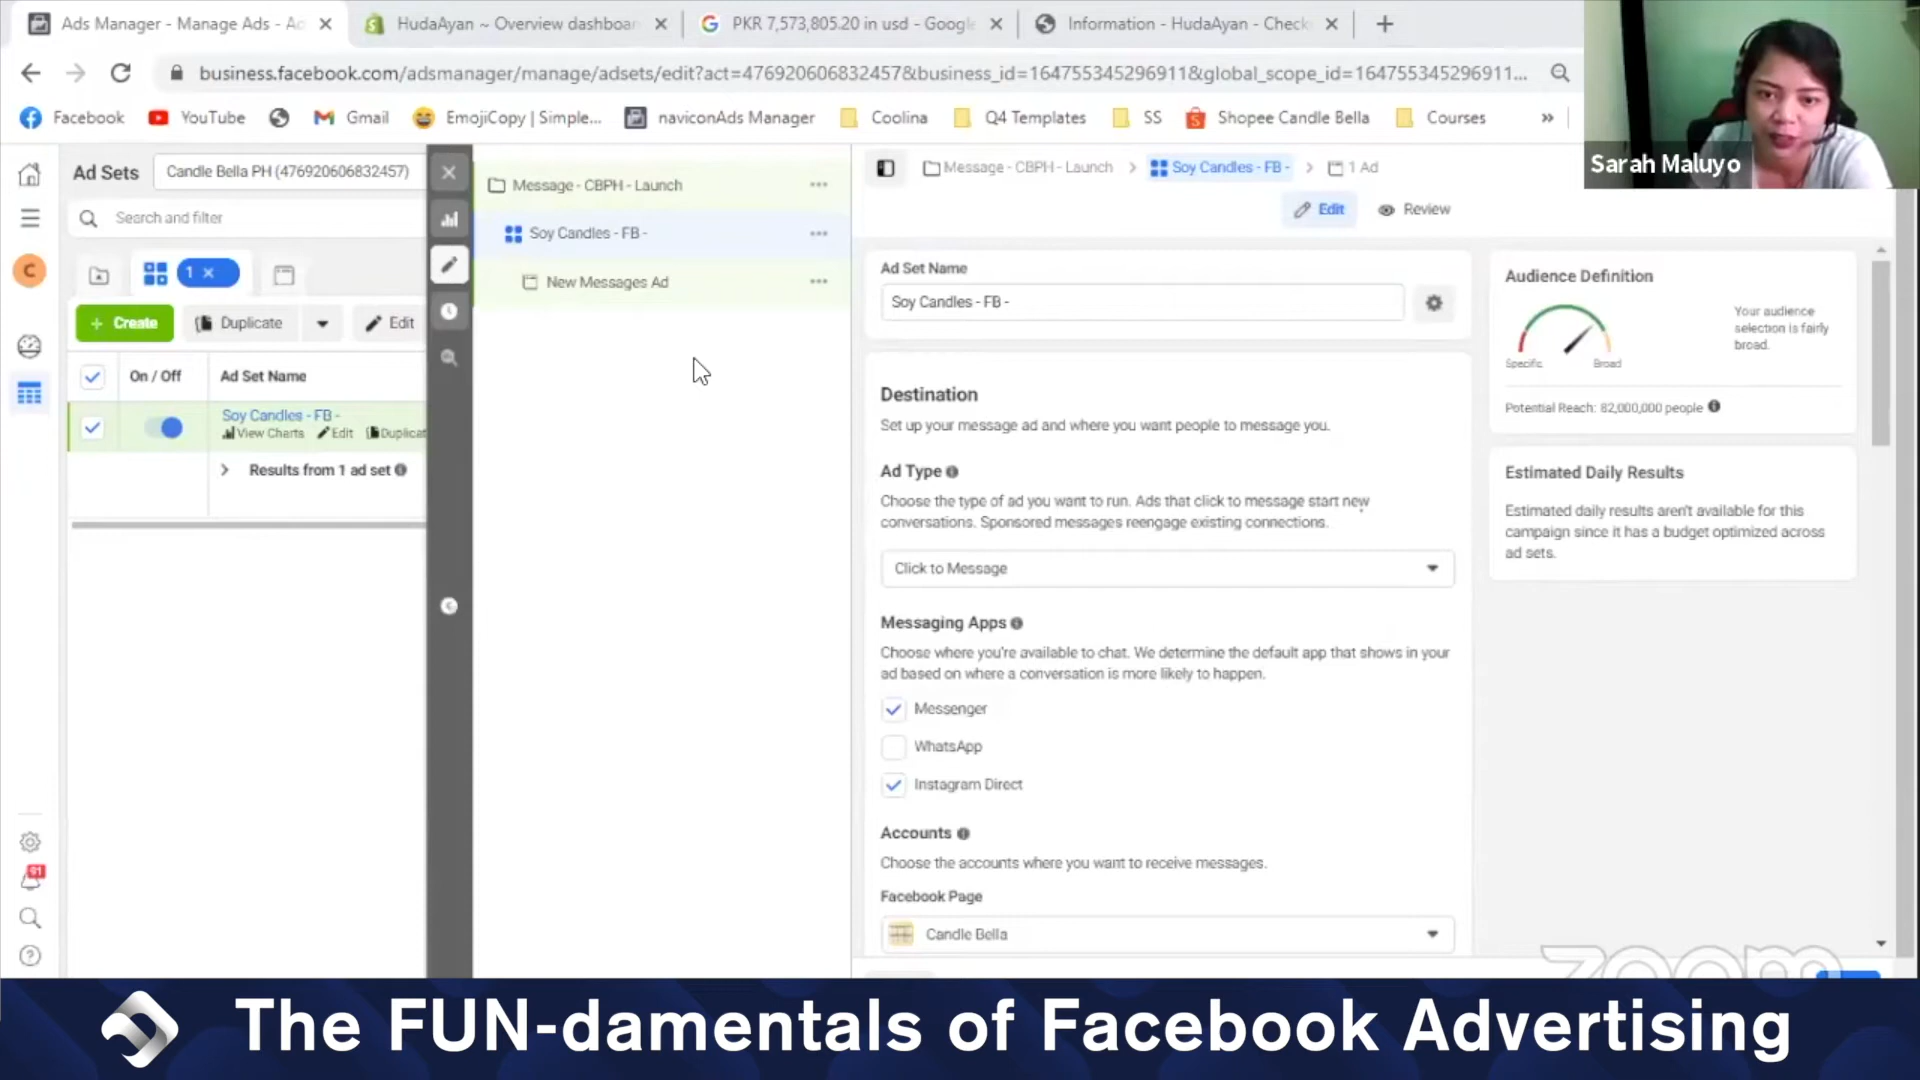 Ads Manager - Manage Ads - Ad
HudaAyan ~ Overview dashboar
PKR 7,573,805.20 in usd - Google
Information - HudaAyan - Check
business.facebook.com/adsmanager/manage/adsets/edit?act=476920606832457&business_id=164755345296911&global_scope_id=164755345296911...
Facebook
YouTube
Gmail
EmojiCopy | Simple...
naviconAds Manager
Coolina
Q4 Templates
SS
Shopee Candle Bella
Courses
»
Sarah Maluyo
Ad Sets
Candle Bella PH (476920606832457)
Search and filter
C
1 ×
+ Create
Duplicate
Edit
On / Off
Ad Set Name
Soy Candles - FB -
View Charts
Edit
Duplicat
Results from 1 ad set
91
Message - CBPH - Launch
Soy Candles - FB -
New Messages Ad
Message - CBPH - Launch > Soy Candles - FB - > 1 Ad
Edit
Review
Ad Set Name
Soy Candles - FB -
Destination
Set up your message ad and where you want people to message you.
Ad Type
Choose the type of ad you want to run. Ads that click to message start new
conversations. Sponsored messages reengage existing connections.
Click to Message
Messaging Apps
Choose where you're available to chat. We determine the default app that shows in your
ad based on where a conversation is more likely to happen.
Messenger
WhatsApp
Instagram Direct
Accounts
Choose the accounts where you want to receive messages.
Facebook Page
Candle Bella
Audience Definition
Specific
Broad
Your audience
selection is fairly
broad.
Potential Reach: 82,000,000 people
Estimated Daily Results
Estimated daily results aren't available for this
campaign since it has a budget optimized across
ad sets.
zoom
The FUN-damentals of Facebook Advertising